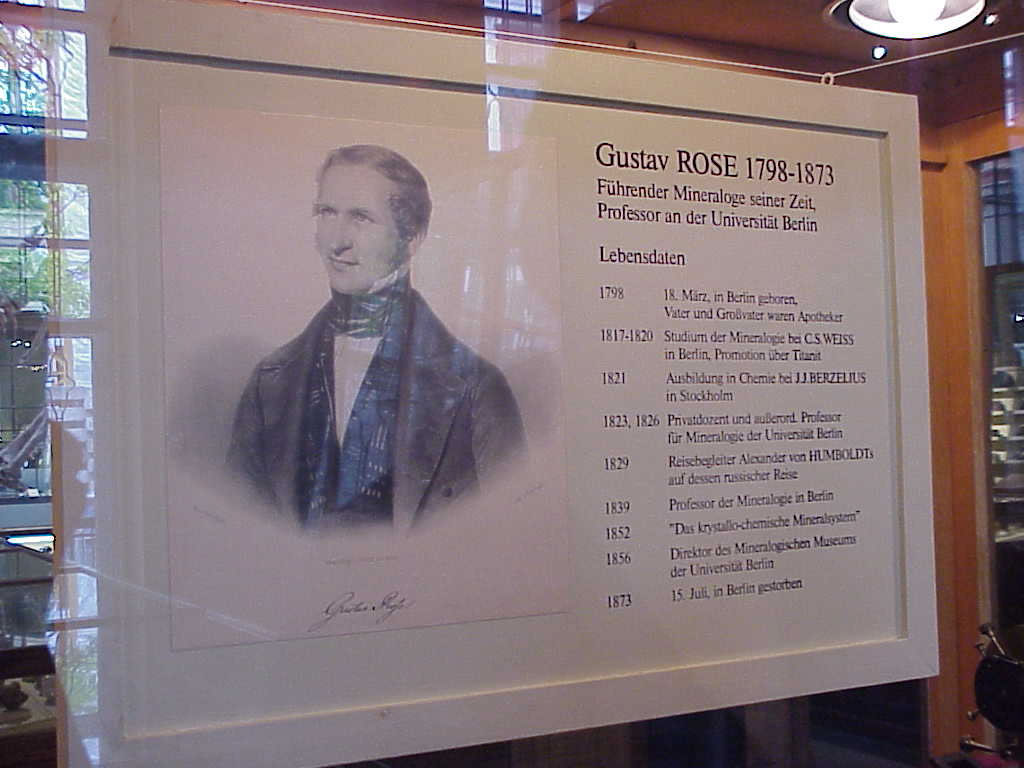 Gustav ROSE 1798-1873
Führender Mineraloge seiner Zeit,
Professor an der Universität Berlin
Lebensdaten
1798 18. März, in Berlin geboren,
Vater und Großvater waren Apotheker
1817-1820 Studium der Mineralogie bei C.S.WEISS
in Berlin, Promotion über Titanit
1821 Ausbildung in Chemie bei J.J.BERZELIUS
in Stockholm
1823, 1826 Privatdozent und außerord. Professor
für Mineralogie der Universität Berlin
1829 Reisebegleiter Alexander von HUMBOLDTs
auf dessen russischer Reise
1839 Professor der Mineralogie in Berlin
1852 "Das krystallo-chemische Mineralsystem"
1856 Direktor des Mineralogischen Museums
der Universität Berlin
1873 15. Juli, in Berlin gestorben
Gustav Rose